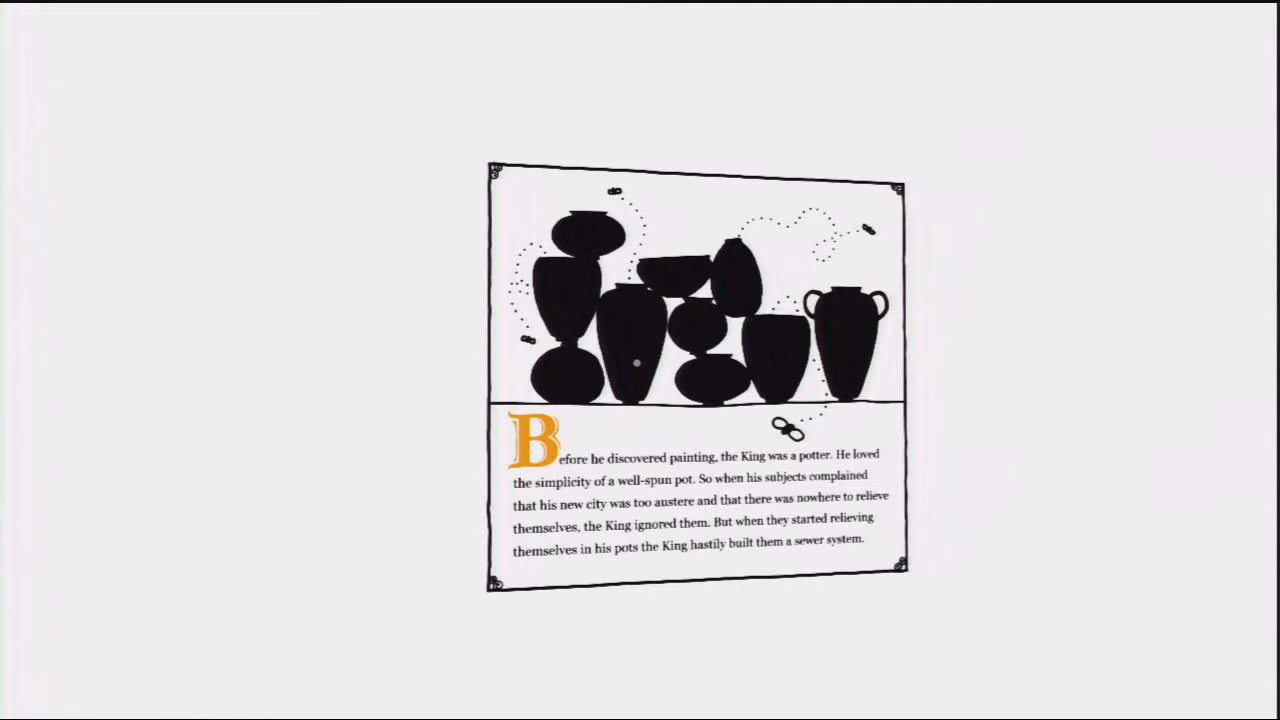 Before he discovered painting, the King was a potter. He loved
the simplicity of a well-spun pot. So when his subjects complained
that his new city was too austere and that there was nowhere to relieve
themselves, the King ignored them. But when they started relieving
themselves in his pots the King hastily built them a sewer system.